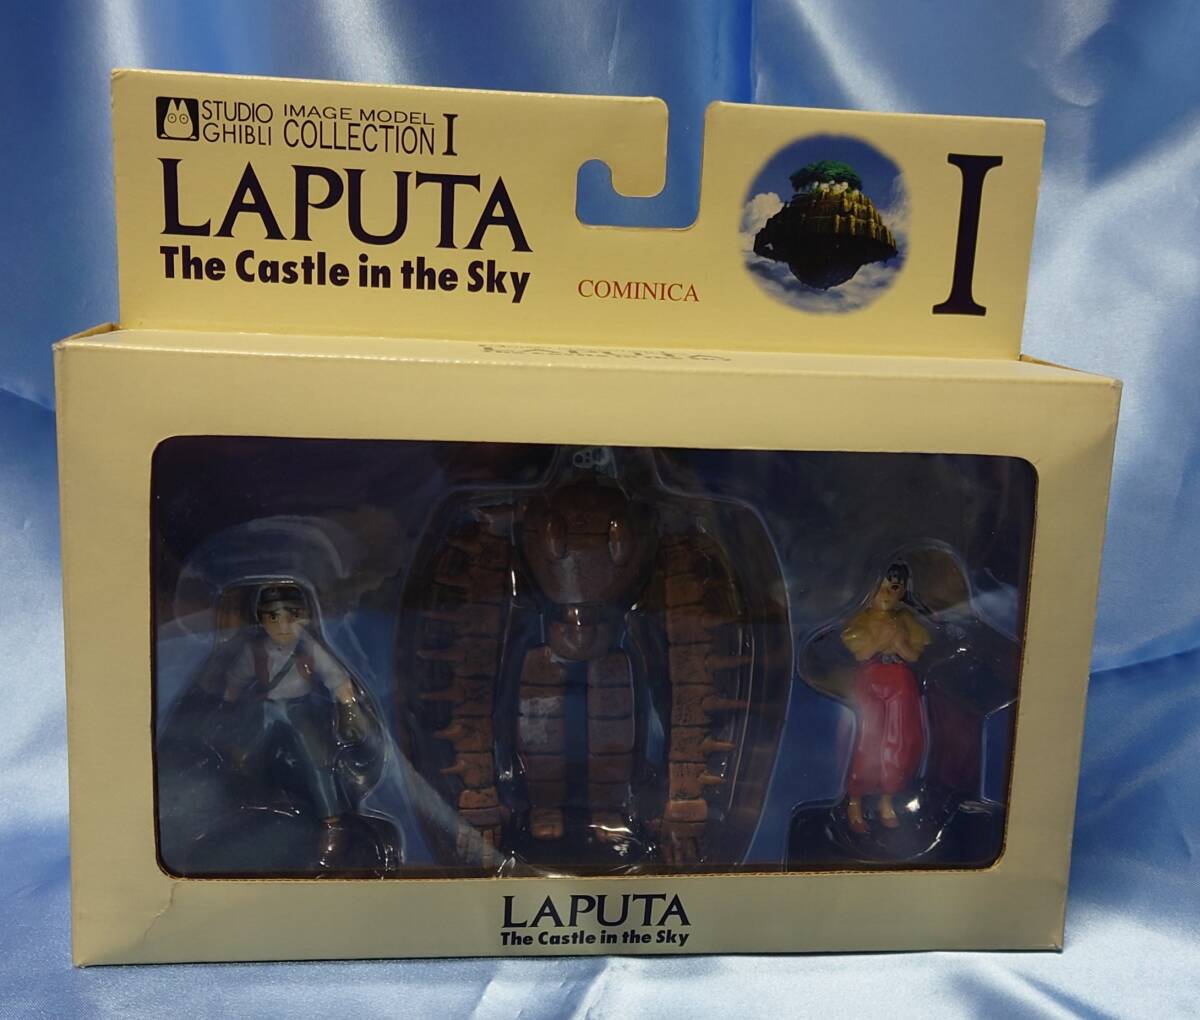 STUDIO GHIBLI
IMAGE MODEL COLLECTION I
LAPUTA
The Castle in the Sky
COMINICA
I
LAPUTA
The Castle in the Sky